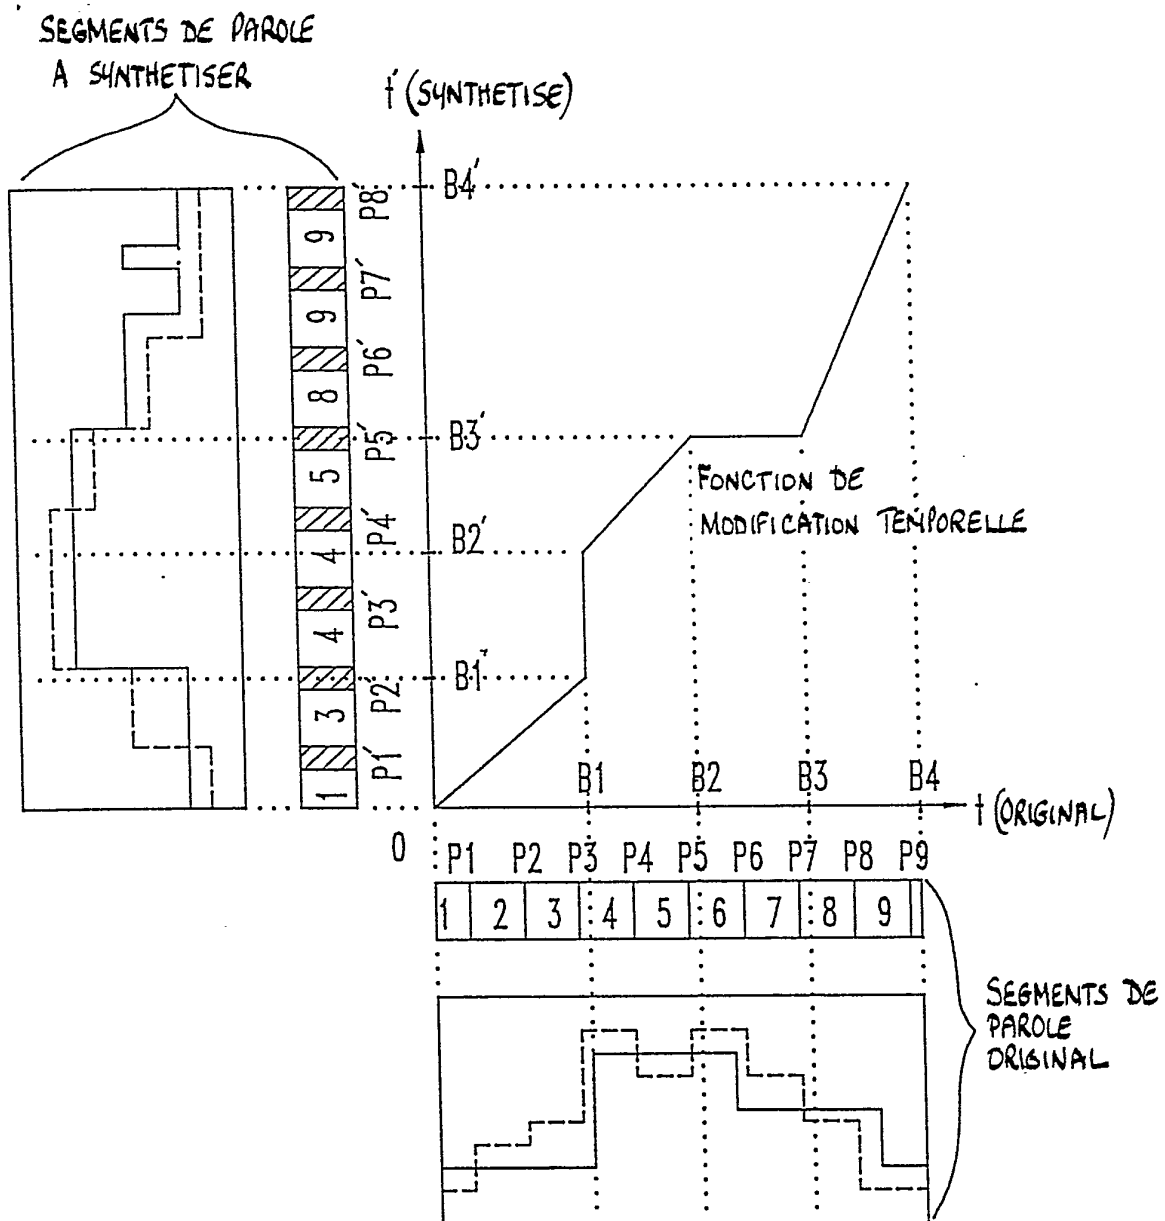 SEGMENTS DE PAROLE
A SYNTHETISER
t' (SYNTHETISE)
B4'
B3'
B2'
B1'
P8'
P7'
P6'
P5'
P4'
P3'
P2'
P1'
9
9
8
5
4
4
3
1
FONCTION DE
MODIFICATION TEMPORELLE
B1 B2 B3 B4
t (ORIGINAL)
0
P1 P2 P3 P4 P5 P6 P7 P8 P9
1 2 3 4 5 6 7 8 9
SEGMENTS DE
PAROLE
ORIGINAL